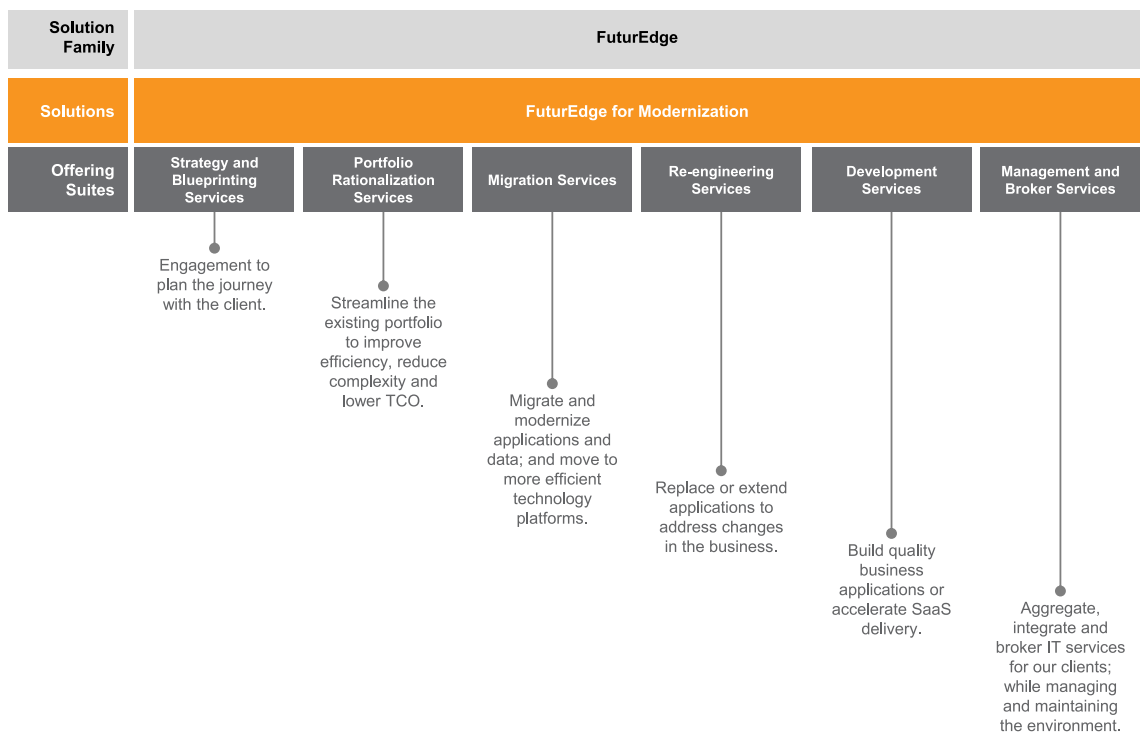 Solution
Family
FuturEdge
Solutions
FuturEdge for Modernization
Offering
Suites
Strategy and
Blueprinting
Services
Portfolio
Rationalization
Services
Migration Services
Re-engineering
Services
Development
Services
Management and
Broker Services
Engagement to
plan the journey
with the client.
Streamline the
existing portfolio
to improve
efficiency, reduce
complexity and
lower TCO.
Migrate and
modernize
applications and
data; and move to
more efficient
technology
platforms.
Replace or extend
applications to
address changes
in the business.
Build quality
business
applications or
accelerate SaaS
delivery.
Aggregate,
integrate and
broker IT services
for our clients;
while managing
and maintaining
the environment.